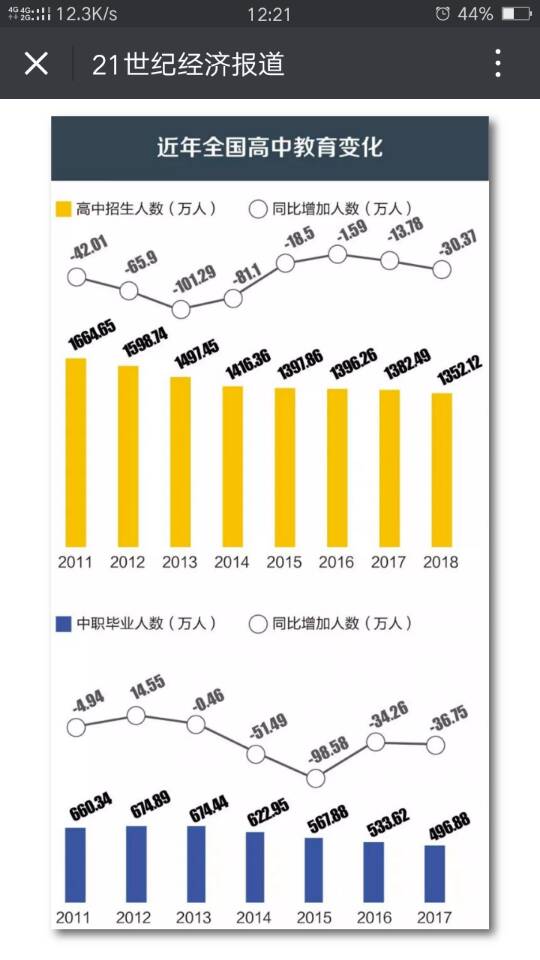 4G 4G 2G 12.3K/s 12:21 44%
21世纪经济报道
近年全国高中教育变化
高中招生人数（万人） 同比增加人数（万人）
-42.01 -65.9 -101.29 -81.1 -18.5 -1.59 -13.78 -30.37
1664.65 1598.74 1497.45 1416.36 1397.86 1396.26 1382.49 1352.12
2011 2012 2013 2014 2015 2016 2017 2018
中职毕业人数（万人） 同比增加人数（万人）
-4.94 14.55 -0.46 -51.49 -98.58 -34.26 -36.75
660.34 674.89 674.44 622.95 567.88 533.62 496.88
2011 2012 2013 2014 2015 2016 2017